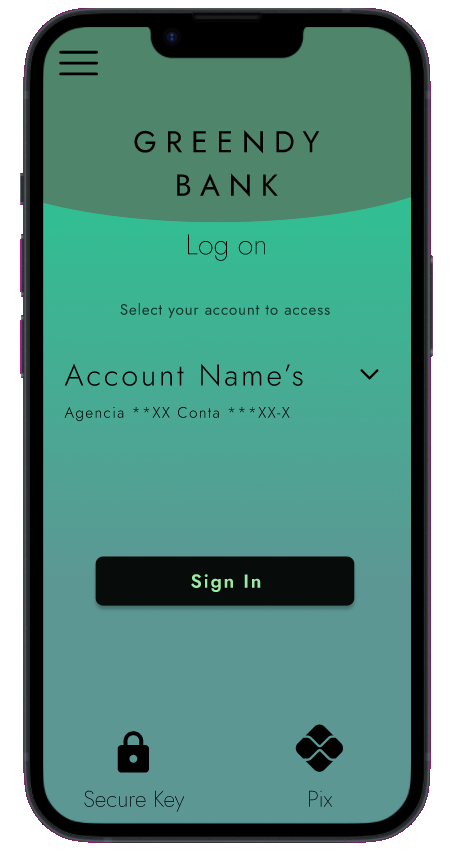 GREENDY
BANK
Log on
Select your account to access
Account Name's
Agencia **XX Conta ***XX-X
Sign In
Secure Key
Pix